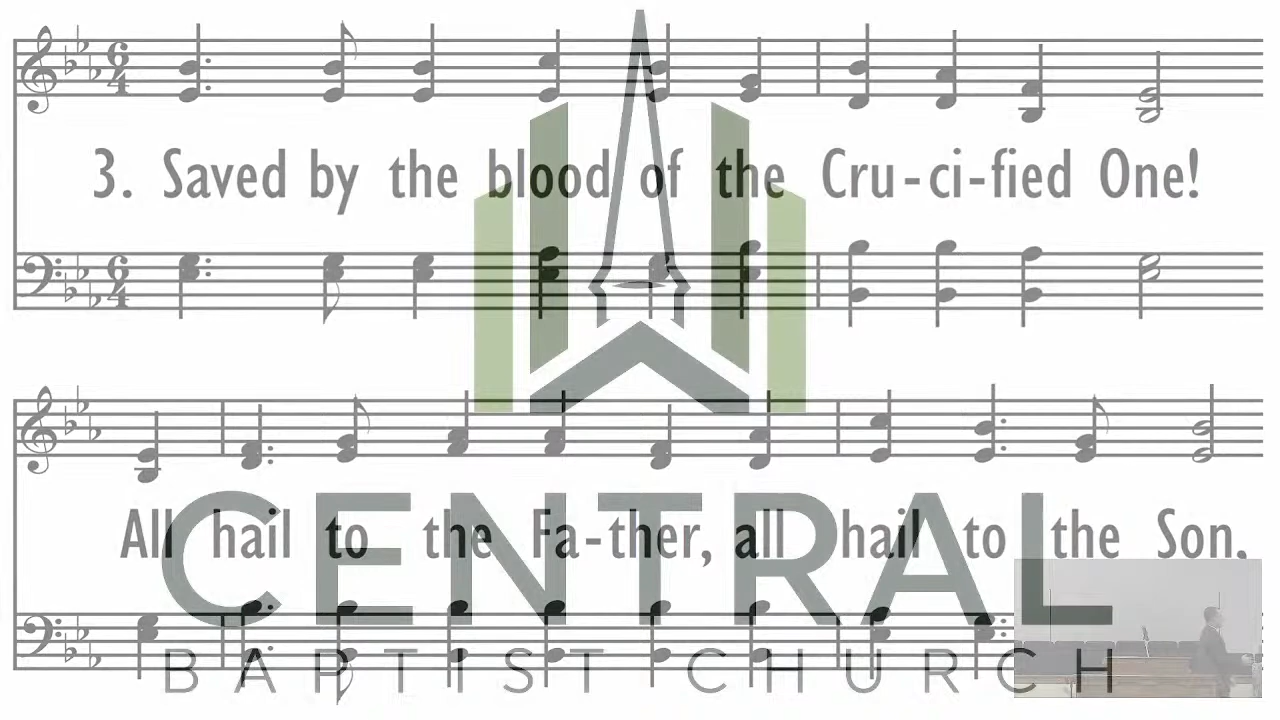 3. Saved by the blood of the Cru-ci-fied One!
All hail to the Fa-ther, all hail to the Son,
CENTRAL
BAPTIST CHURCH